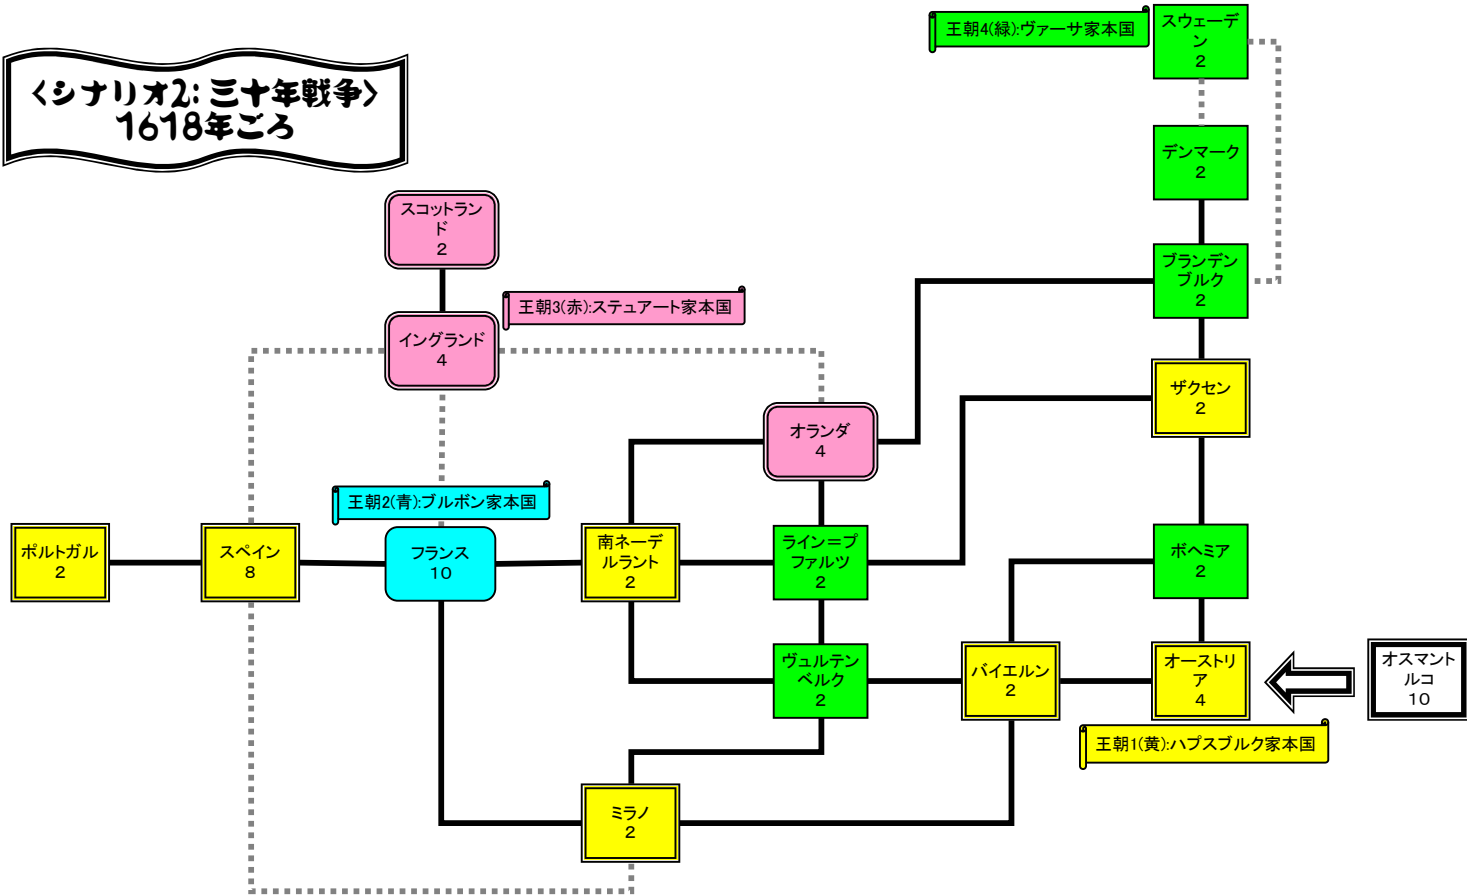 王朝4(緑):ヴァーサ家本国
スウェーデ
ン
2
<シナリオ2:三十年戦争>
1618年ごろ
デンマーク
2
スコットラン
ド
2
ブランデン
ブルク
2
王朝3(赤):ステュアート家本国
イングランド
4
ザクセン
2
オランダ
4
王朝2(青):ブルボン家本国
ポルトガル
2
スペイン
8
フランス
10
南ネーデ
ルラント
2
ライン=プ
ファルツ
2
ボヘミア
2
ヴュルテン
ベルク
2
バイエルン
2
オーストリ
ア
4
オスマント
ルコ
10
王朝1(黄):ハプスブルク家本国
ミラノ
2